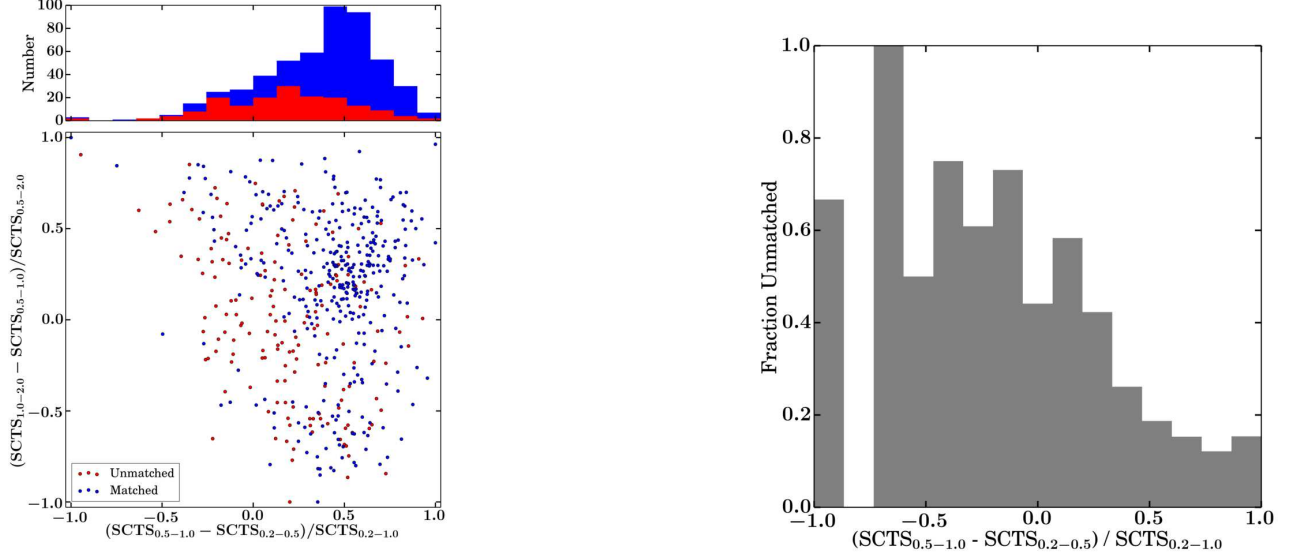 100
80
60
40
20
0
Number
1.0
0.5
0.0
−0.5
−1.0
(SCTS1.0−2.0 − SCTS0.5−1.0)/SCTS0.5−2.0
Unmatched
Matched
−1.0 −0.5 0.0 0.5 1.0
(SCTS0.5−1.0 − SCTS0.2−0.5)/SCTS0.2−1.0
1.0
0.8
0.6
0.4
0.2
0.0
Fraction Unmatched
−1.0 −0.5 0.0 0.5 1.0
(SCTS0.5−1.0 - SCTS0.2−0.5) / SCTS0.2−1.0